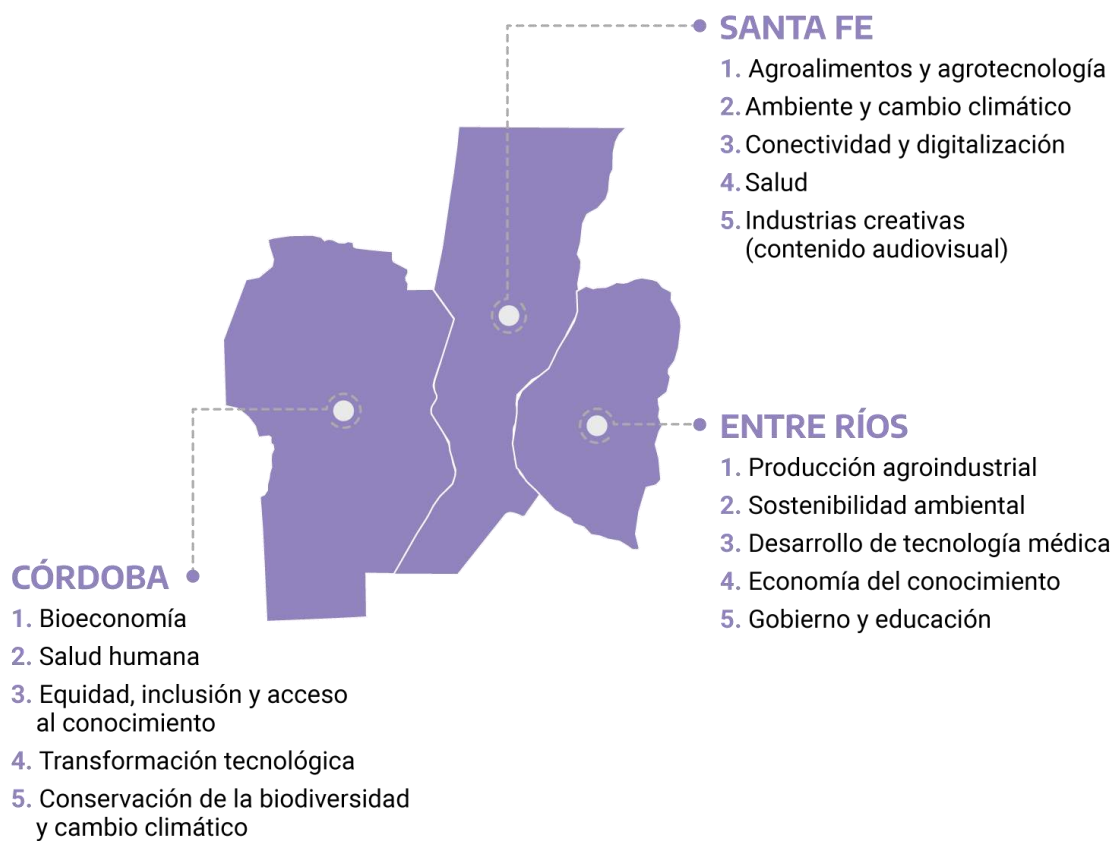 SANTA FE
1. Agroalimentos y agrotecnología
2. Ambiente y cambio climático
3. Conectividad y digitalización
4. Salud
5. Industrias creativas
(contenido audiovisual)
ENTRE RÍOS
1. Producción agroindustrial
2. Sostenibilidad ambiental
3. Desarrollo de tecnología médica
4. Economía del conocimiento
5. Gobierno y educación
CÓRDOBA
1. Bioeconomía
2. Salud humana
3. Equidad, inclusión y acceso
al conocimiento
4. Transformación tecnológica
5. Conservación de la biodiversidad
y cambio climático